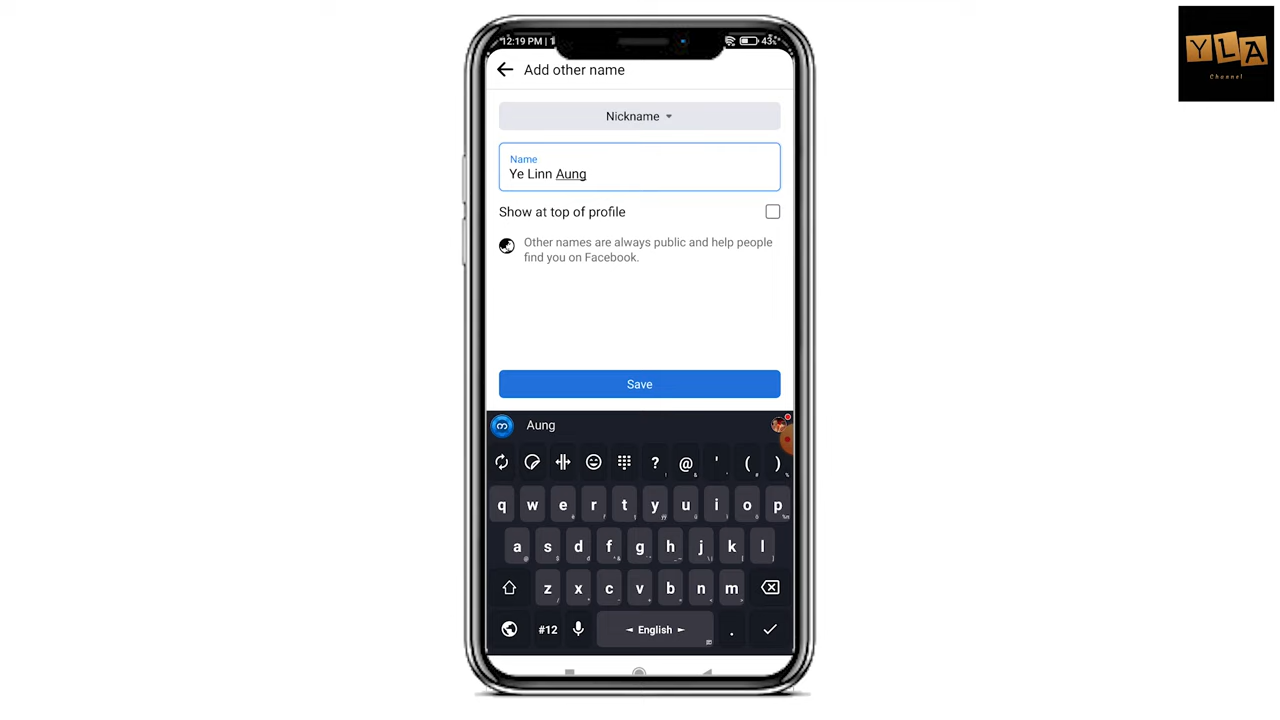 12:19 PM | 1
43%
Add other name
Nickname
Name
Ye Linn Aung
Show at top of profile
Other names are always public and help people
find you on Facebook.
Save
Aung
? @ ' ( )
q w e r t y u i o p
a s d f g h j k l
z x c v b n m
#12 English .
YLA
Channel